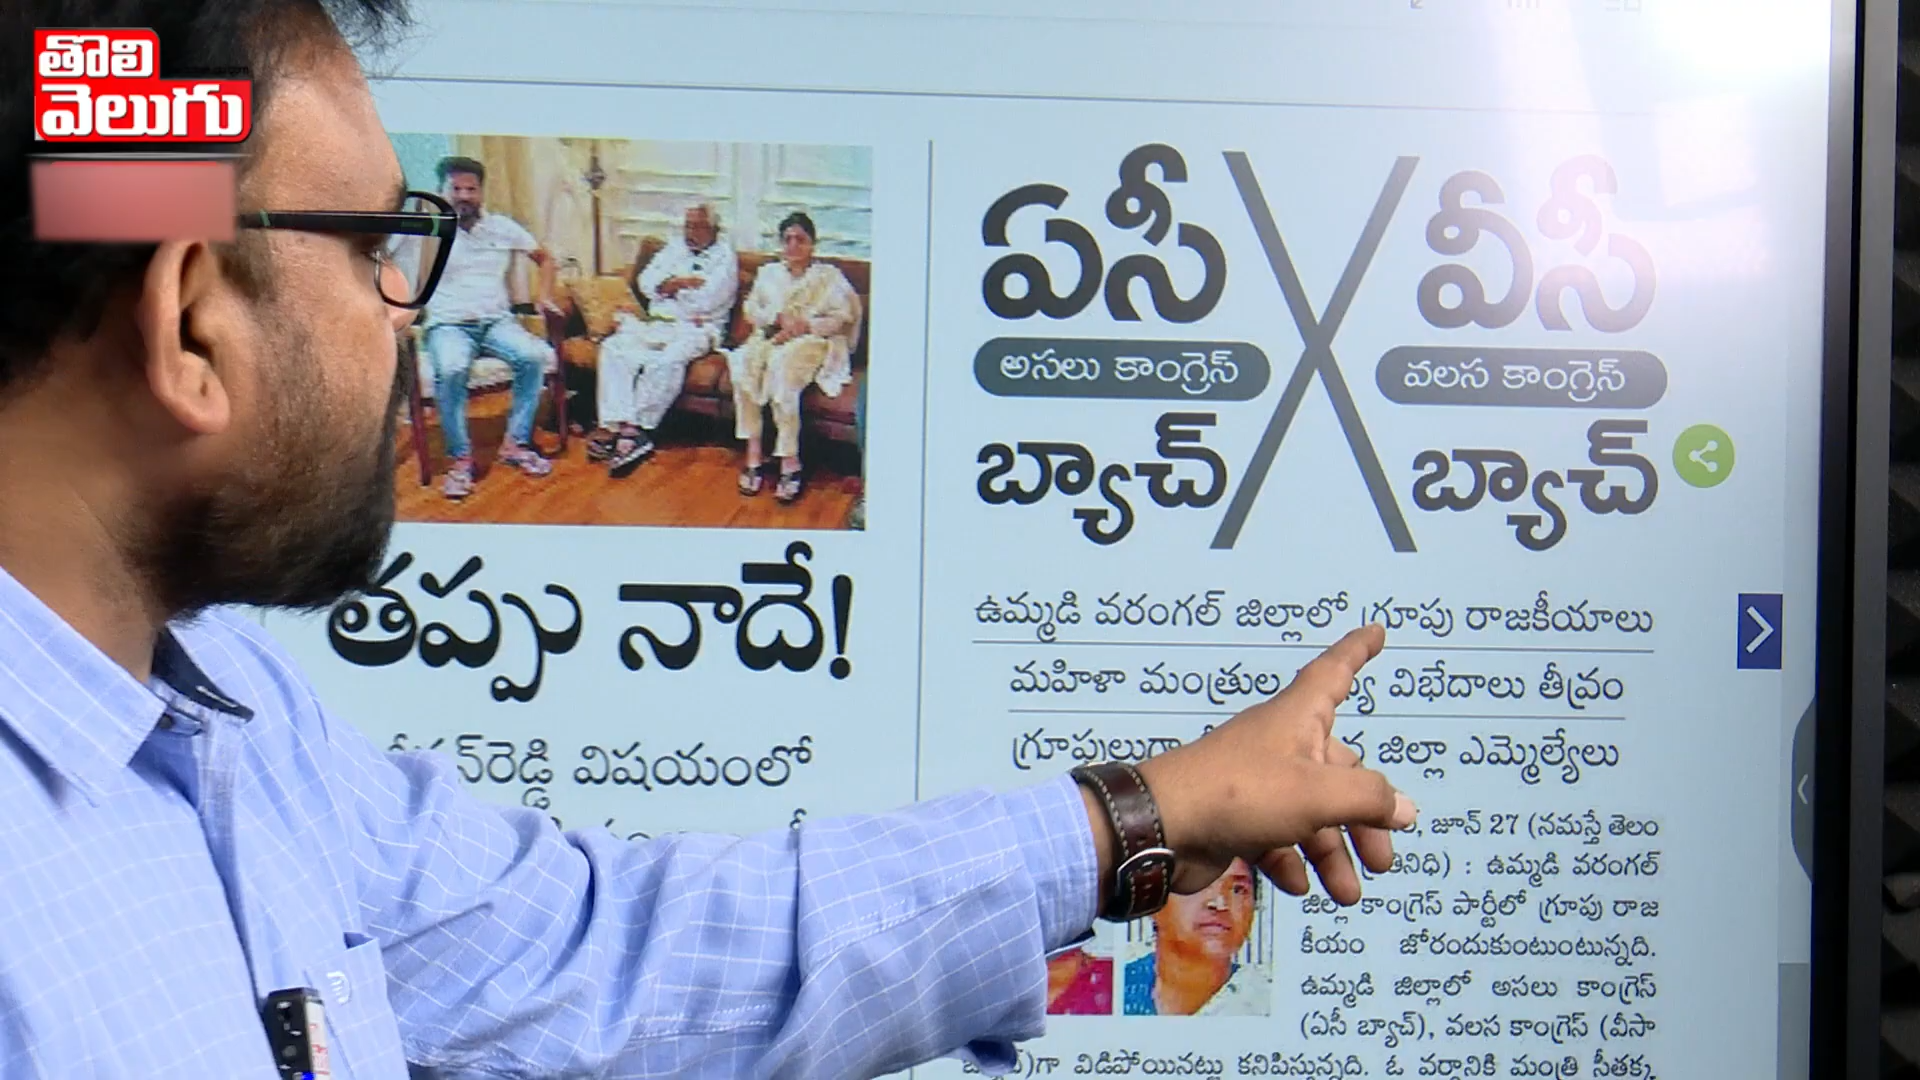 తొలి
వెలుగు
తప్పు నాదే!
విషయంలో
ఏసీ X వీసీ
అసలు కాంగ్రెస్ వలస కాంగ్రెస్
బ్యాచ్ బ్యాచ్
ఉమ్మడి వరంగల్ జిల్లాలో గ్రూపు రాజకీయాలు
మహిళా మంత్రుల విభేదాలు తీవ్రం
గ్రూపులుగా జిల్లా ఎమ్మెల్యేలు
జూన్ 27 (నమస్తే తెలం
ఉమ్మడి వరంగల్
జిల్లా కాంగ్రెస్ పార్టీలో గ్రూపు రాజ
కీయం జోరందుకుంటుంటున్నది.
ఉమ్మడి జిల్లాలో అసలు కాంగ్రెస్
(ఏసీ బ్యాచ్), వలస కాంగ్రెస్ (వీసా
గా విడిపోయినట్టు కనిపిస్తున్నది. ఓ వర్గానికి మంత్రి సీతక్క